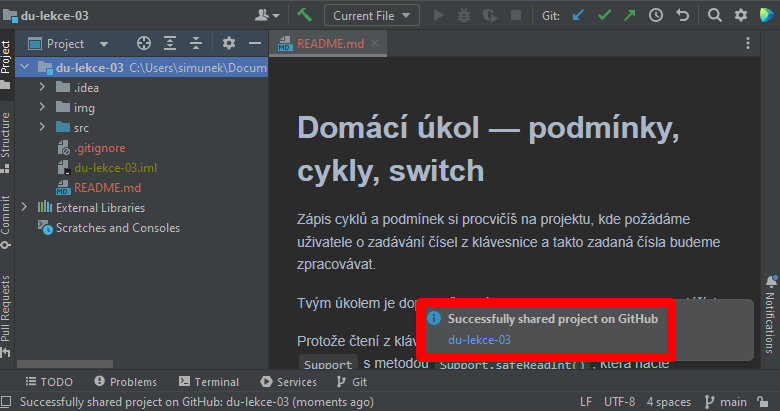 du-lekce-03
Current File
Git:
Project
README.md
Project
Structure
Commit
Pull Requests
du-lekce-03 C:\Users\simunek\Docum
.idea
img
src
.gitignore
du-lekce-03.iml
MD README.md
External Libraries
Scratches and Consoles
Domácí úkol — podmínky,
cykly, switch
Zápis cyklů a podmínek si procvičíš na projektu, kde požádáme
uživatele o zadávání čísel z klávesnice a takto zadaná čísla budeme
zpracovávat.
Tvým úkolem je
Protože čtení z
Support s metodou Support.safeReadInt() , která načte
Successfully shared project on GitHub
du-lekce-03
Notifications
TODO Problems Terminal Services Git
Successfully shared project on GitHub: du-lekce-03 (moments ago) LF UTF-8 4 spaces main